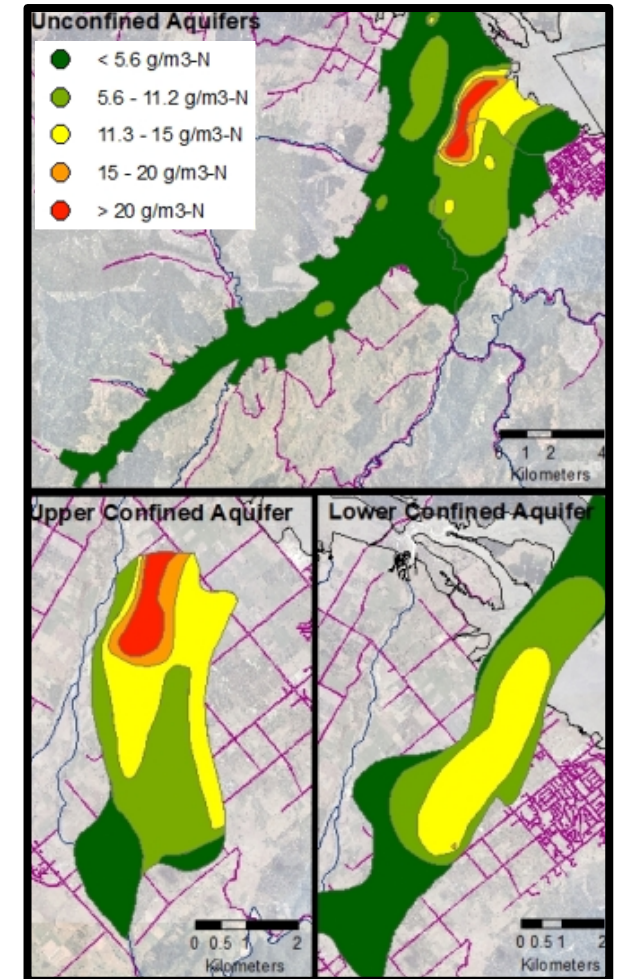 Unconfined Aquifers
< 5.6 g/m3-N
5.6 - 11.2 g/m3-N
11.3 - 15 g/m3-N
15 - 20 g/m3-N
> 20 g/m3-N
0 1 2 4
Kilometers
Upper Confined Aquifer
0 0.5 1 2
Kilometers
Lower Confined Aquifer
0 0.5 1 2
Kilometers